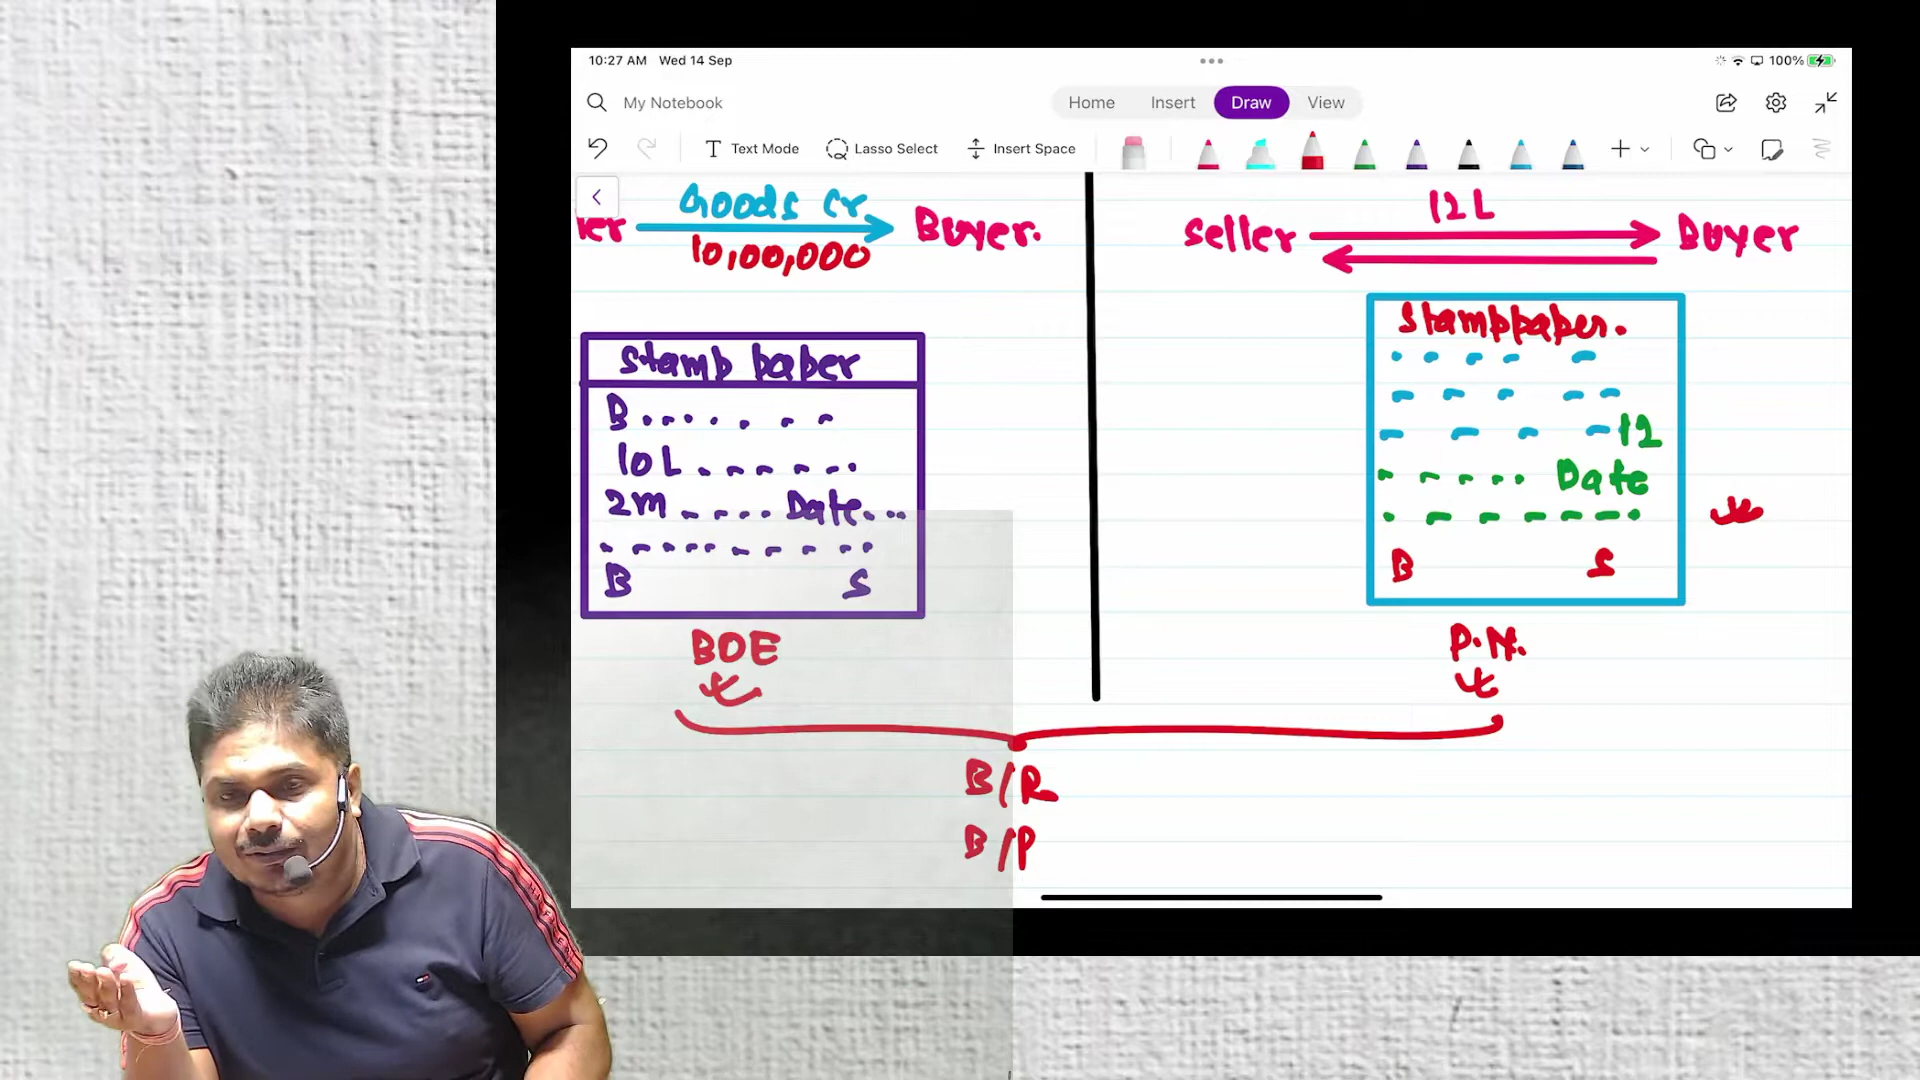 10:27 AM Wed 14 Sep
100%
My Notebook
Home Insert Draw View
Text Mode Lasso Select Insert Space
Goods Cr
10,00,000
Buyer.
Stamp paper
B
10 L
2m Date
B S
BOE
12 L
Seller Buyer
Stamppaper.
12
Date
B S
P.N.
B/R
B/P